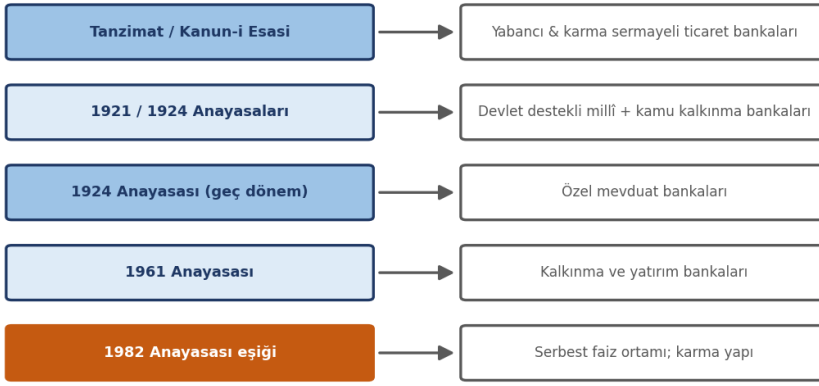 Tanzimat / Kanun-i Esasi
Yabancı & karma sermayeli ticaret bankaları
1921 / 1924 Anayasaları
Devlet destekli millî + kamu kalkınma bankaları
1924 Anayasası (geç dönem)
Özel mevduat bankaları
1961 Anayasası
Kalkınma ve yatırım bankaları
1982 Anayasası eşiği
Serbest faiz ortamı; karma yapı